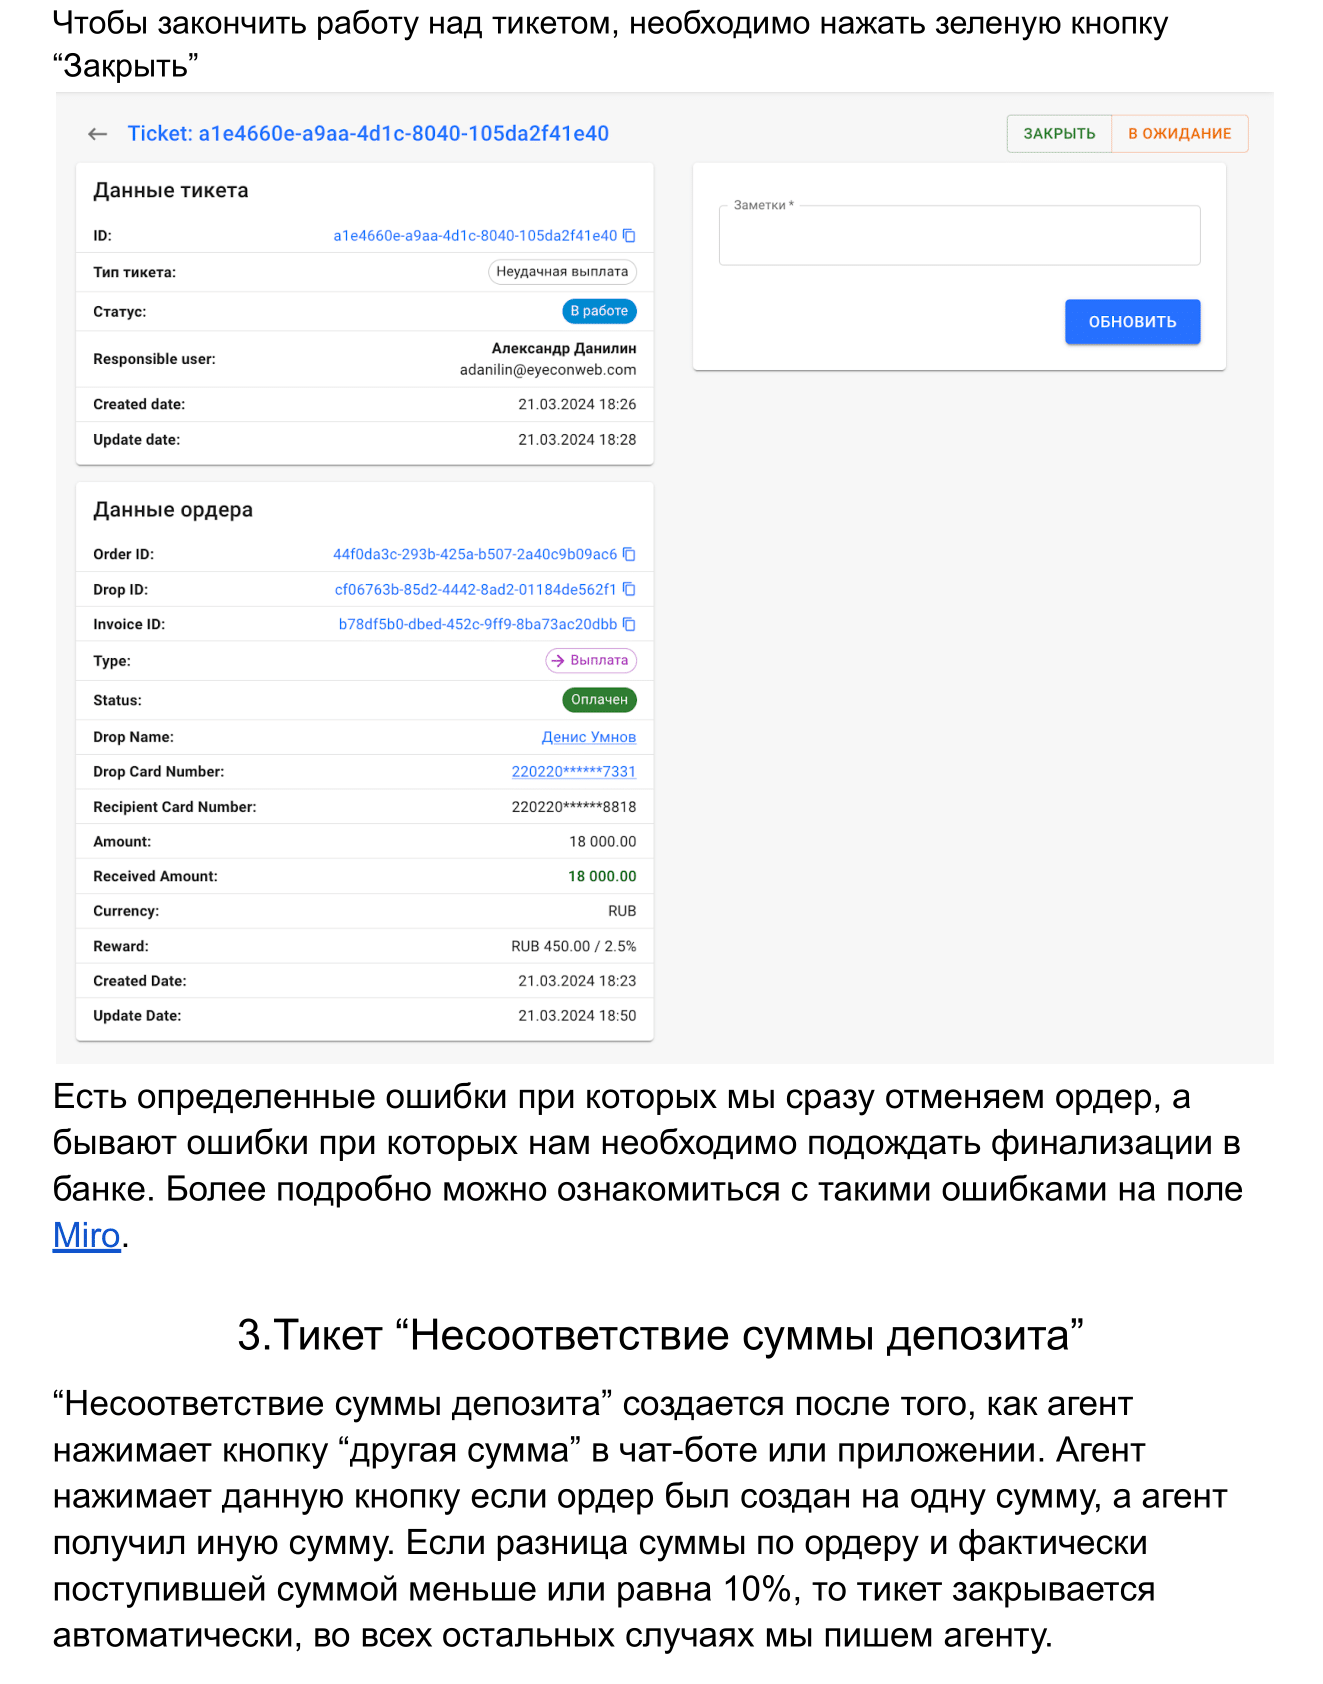 Чтобы закончить работу над тикетом, необходимо нажать зеленую кнопку
“Закрыть”
Ticket: a1e4660e-a9aa-4d1c-8040-105da2f41e40
ЗАКРЫТЬ
В ОЖИДАНИЕ
Данные тикета
ID: a1e4660e-a9aa-4d1c-8040-105da2f41e40
Тип тикета: Неудачная выплата
Статус: В работе
Responsible user: Александр Данилин
adanilin@eyeconweb.com
Created date: 21.03.2024 18:26
Update date: 21.03.2024 18:28
Заметки *
ОБНОВИТЬ
Данные ордера
Order ID: 44f0da3c-293b-425a-b507-2a40c9b09ac6
Drop ID: cf06763b-85d2-4442-8ad2-01184de562f1
Invoice ID: b78df5b0-dbed-452c-9ff9-8ba73ac20dbb
Type: Выплата
Status: Оплачен
Drop Name: Денис Умнов
Drop Card Number: 220220******7331
Recipient Card Number: 220220******8818
Amount: 18 000.00
Received Amount: 18 000.00
Currency: RUB
Reward: RUB 450.00 / 2.5%
Created Date: 21.03.2024 18:23
Update Date: 21.03.2024 18:50
Есть определенные ошибки при которых мы сразу отменяем ордер, а
бывают ошибки при которых нам необходимо подождать финализации в
банке. Более подробно можно ознакомиться с такими ошибками на поле
Miro.
3.Тикет “Несоответствие суммы депозита”
“Несоответствие суммы депозита” создается после того, как агент
нажимает кнопку “другая сумма” в чат-боте или приложении. Агент
нажимает данную кнопку если ордер был создан на одну сумму, а агент
получил иную сумму. Если разница суммы по ордеру и фактически
поступившей суммой меньше или равна 10%, то тикет закрывается
автоматически, во всех остальных случаях мы пишем агенту.